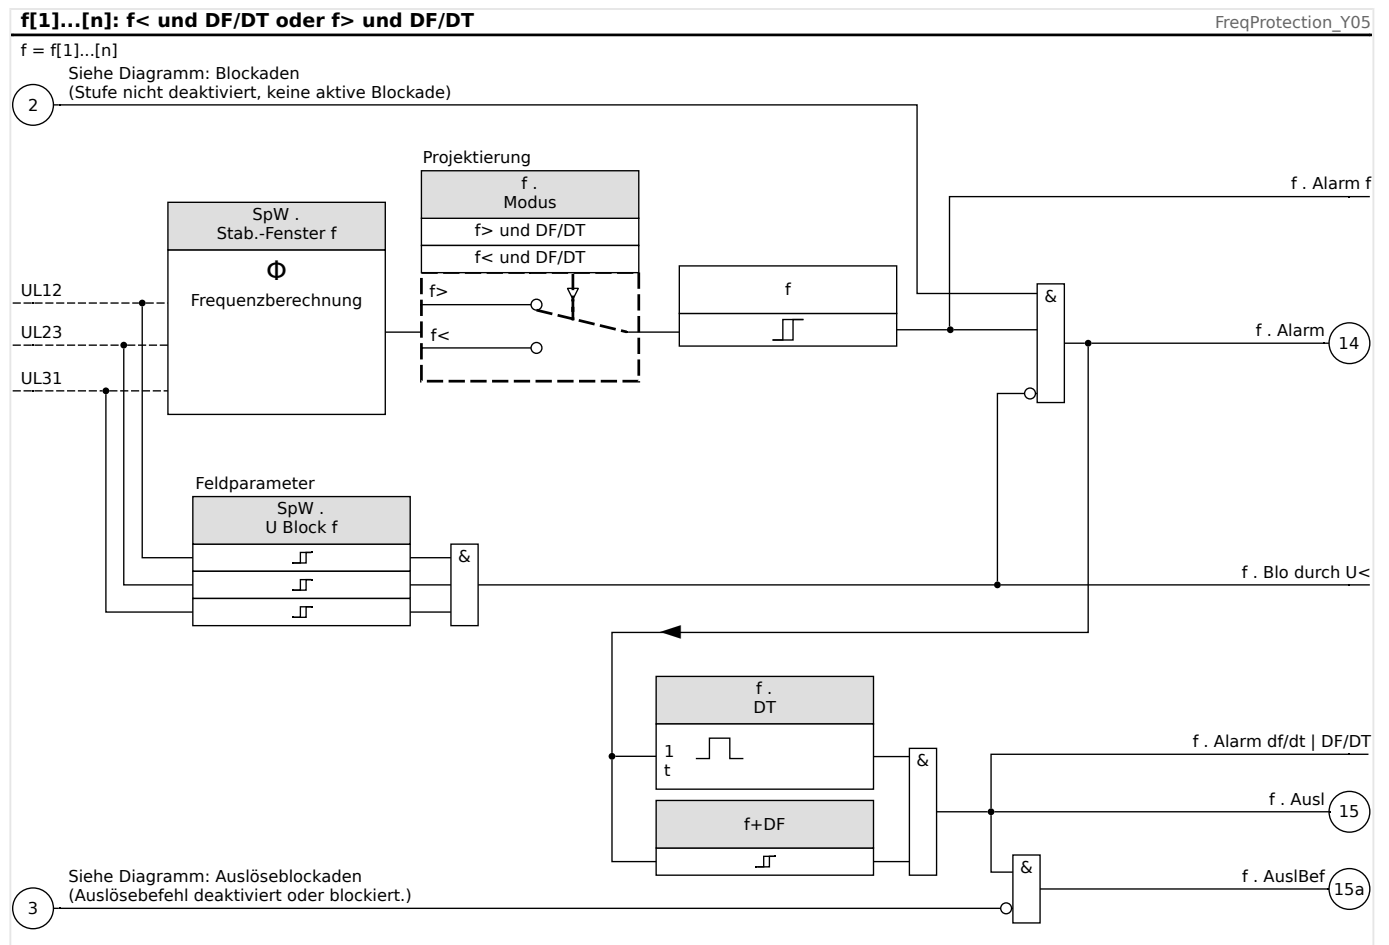 f[1]...[n]: f< und DF/DT oder f> und DF/DT
FreqProtection_Y05
f = f[1]...[n]
Siehe Diagramm: Blockaden
(Stufe nicht deaktiviert, keine aktive Blockade)
2
Projektierung
f .
Modus
f> und DF/DT
f< und DF/DT
f . Alarm f
SpW .
Stab.-Fenster f
Φ
Frequenzberechnung
UL12
UL23
UL31
f>
f<
f
&
f . Alarm
14
Feldparameter
SpW .
U Block f
&
f . Blo durch U<
f .
DT
1
t
&
f . Alarm df/dt | DF/DT
f+DF
f . Ausl
15
Siehe Diagramm: Auslöseblockaden
(Auslösebefehl deaktiviert oder blockiert.)
3
&
f . AuslBef
15a